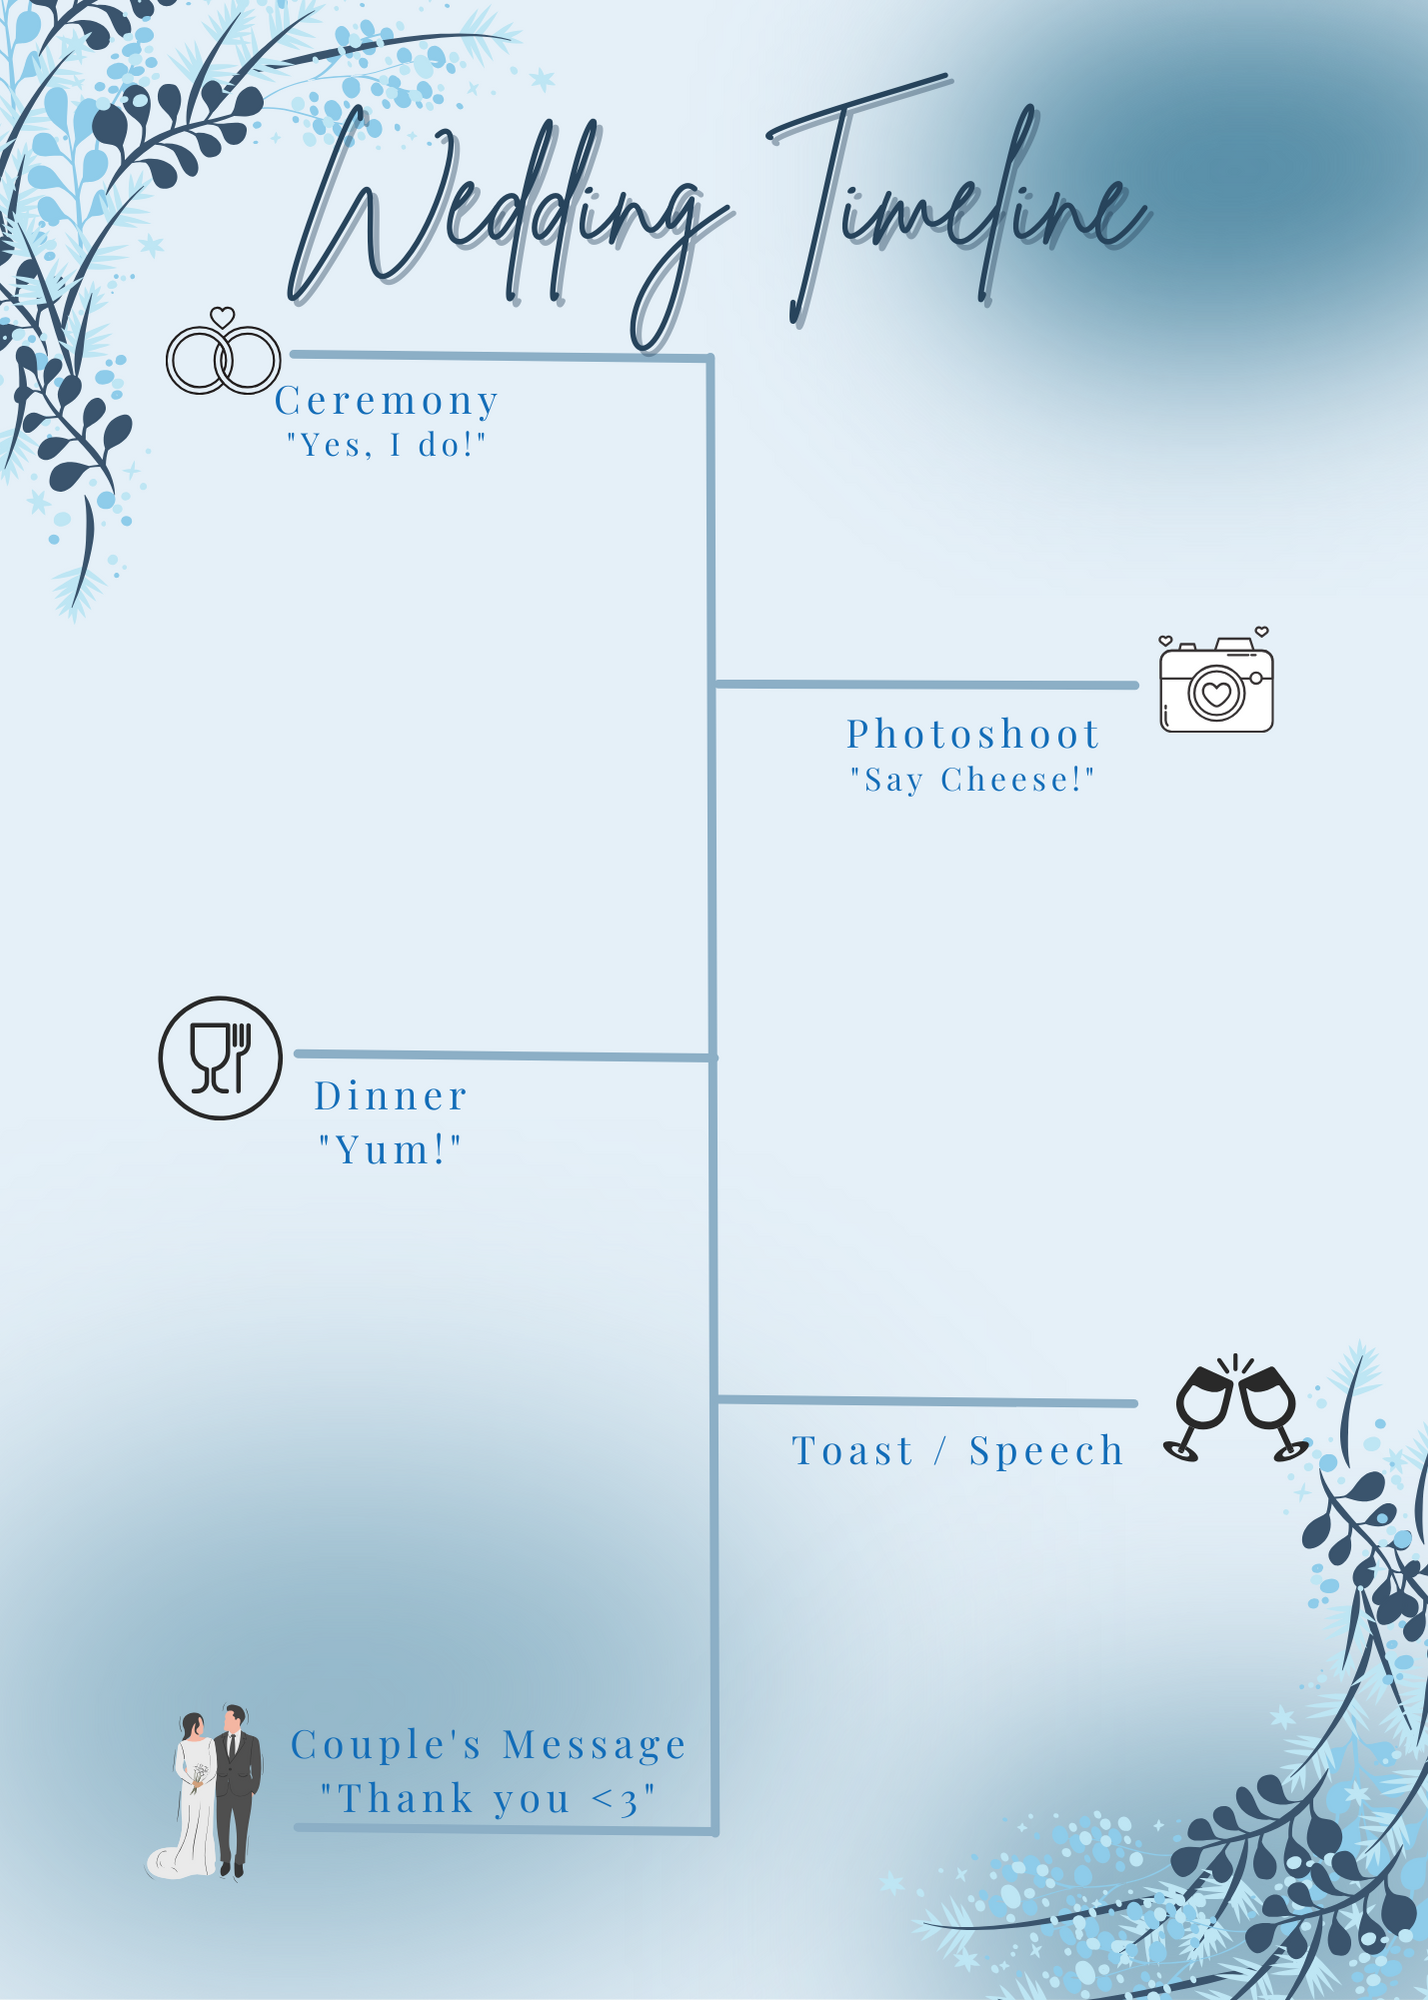 Wedding Timeline
Ceremony
"Yes, I do!"
Photoshoot
"Say Cheese!"
Dinner
"Yum!"
Toast / Speech
Couple's Message
"Thank you <3"